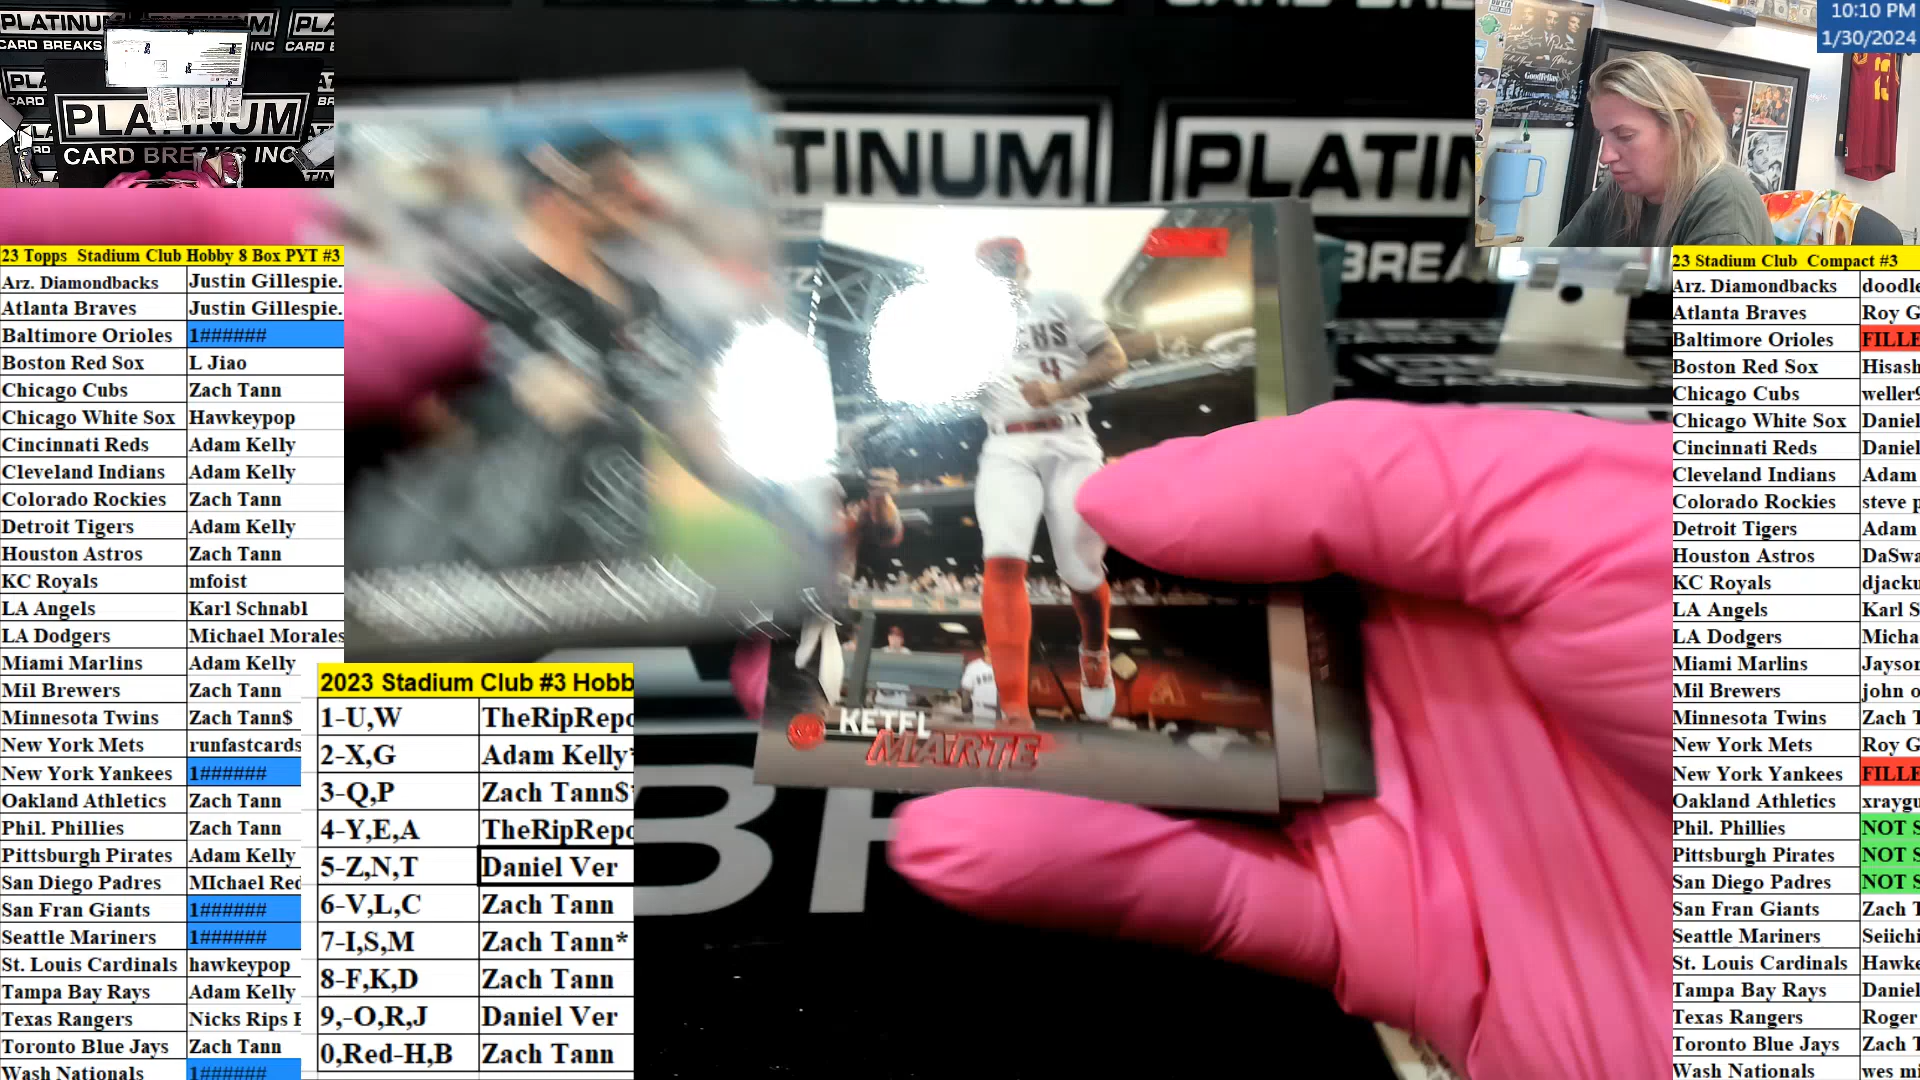 PLATINUM
CARD BREAKS INC
PLATINUM
CARD BREAKS INC
TINUM
PLATIN
BREA
GoodFellas
10:10 PM
1/30/2024
23 Topps Stadium Club Hobby 8 Box PYT #3
Arz. Diamondbacks Justin Gillespie.
Atlanta Braves Justin Gillespie.
Baltimore Orioles 1######
Boston Red Sox L Jiao
Chicago Cubs Zach Tann
Chicago White Sox Hawkeypop
Cincinnati Reds Adam Kelly
Cleveland Indians Adam Kelly
Colorado Rockies Zach Tann
Detroit Tigers Adam Kelly
Houston Astros Zach Tann
KC Royals mfoist
LA Angels Karl Schnabl
LA Dodgers Michael Morales
Miami Marlins Adam Kelly
Mil Brewers Zach Tann
Minnesota Twins Zach Tann$
New York Mets runfastcards
New York Yankees 1######
Oakland Athletics Zach Tann
Phil. Phillies Zach Tann
Pittsburgh Pirates Adam Kelly
San Diego Padres MIchael Red
San Fran Giants 1######
Seattle Mariners 1######
St. Louis Cardinals hawkeypop
Tampa Bay Rays Adam Kelly
Texas Rangers Nicks Rips
Toronto Blue Jays Zach Tann
Wash Nationals 1######
2023 Stadium Club #3 Hobb
1-U,W TheRipRepo
2-X,G Adam Kelly*
3-Q,P Zach Tann$*
4-Y,E,A TheRipRepo
5-Z,N,T Daniel Ver
6-V,L,C Zach Tann
7-I,S,M Zach Tann*
8-F,K,D Zach Tann
9,-O,R,J Daniel Ver
0,Red-H,B Zach Tann
4
KETEL
MARTE
23 Stadium Club Compact #3
Arz. Diamondbacks doodle
Atlanta Braves Roy G
Baltimore Orioles FILLE
Boston Red Sox Hisash
Chicago Cubs weller9
Chicago White Sox Daniel
Cincinnati Reds Daniel
Cleveland Indians Adam
Colorado Rockies steve p
Detroit Tigers Adam
Houston Astros DaSwa
KC Royals djacku
LA Angels Karl S
LA Dodgers Micha
Miami Marlins Jayson
Mil Brewers john o
Minnesota Twins Zach T
New York Mets Roy G
New York Yankees FILLE
Oakland Athletics xraygu
Phil. Phillies NOT S
Pittsburgh Pirates NOT S
San Diego Padres NOT S
San Fran Giants Zach T
Seattle Mariners Seiichi
St. Louis Cardinals Hawke
Tampa Bay Rays Daniel
Texas Rangers Roger
Toronto Blue Jays Zach T
Wash Nationals wes mi